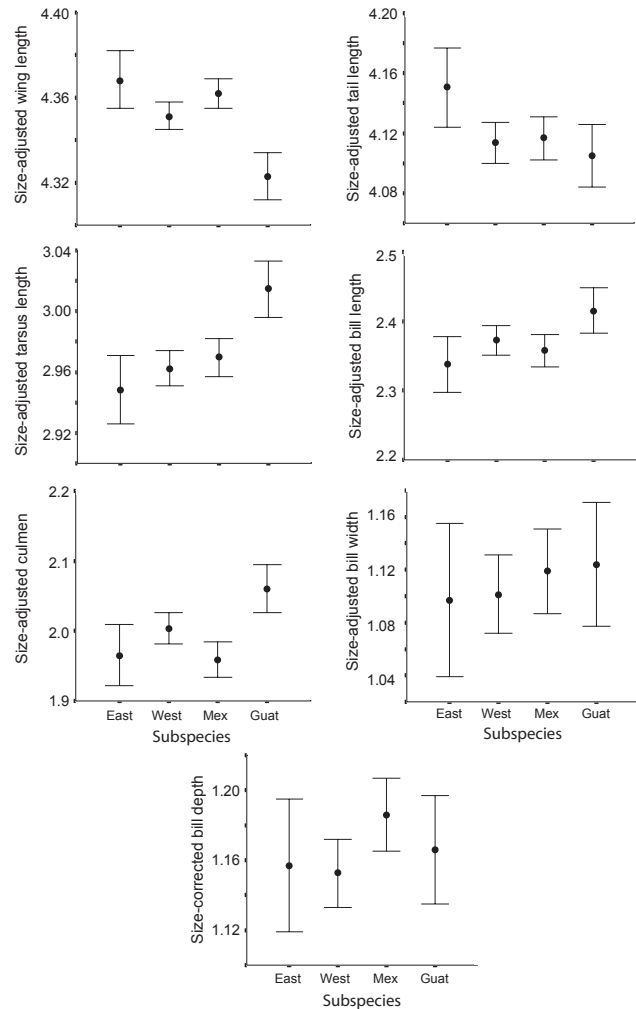 4.40
4.36
4.32
Size-adjusted wing length
4.20
4.16
4.12
4.08
Size-adjusted tail length
3.04
3.00
2.96
2.92
Size-adjusted tarsus length
2.5
2.4
2.3
2.2
Size-adjusted bill length
2.2
2.1
2.0
1.9
Size-adjusted culmen
East West Mex Guat
Subspecies
1.16
1.12
1.08
1.04
Size-adjusted bill width
East West Mex Guat
Subspecies
1.20
1.16
1.12
Size-corrected bill depth
East West Mex Guat
Subspecies